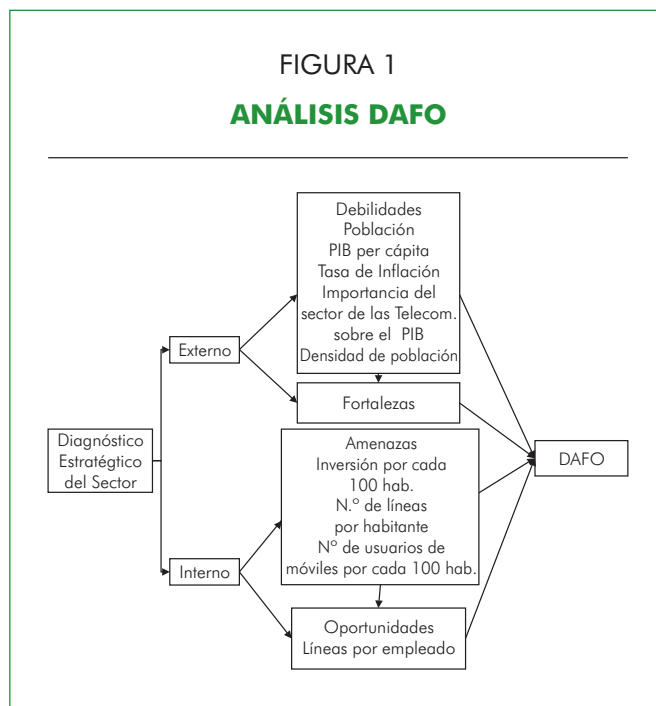 FIGURA 1
ANÁLISIS DAFO
Debilidades
Población
PIB per cápita
Tasa de Inflación
Importancia del
sector de las Telecom.
sobre el PIB
Densidad de población
Externo
Fortalezas
Diagnóstico
Estratégtico
del Sector
Amenazas
Inversión por cada
100 hab.
N.º de líneas
por habitante
Nº de usuarios de
móviles por cada 100 hab.
DAFO
Interno
Oportunidades
Líneas por empleado